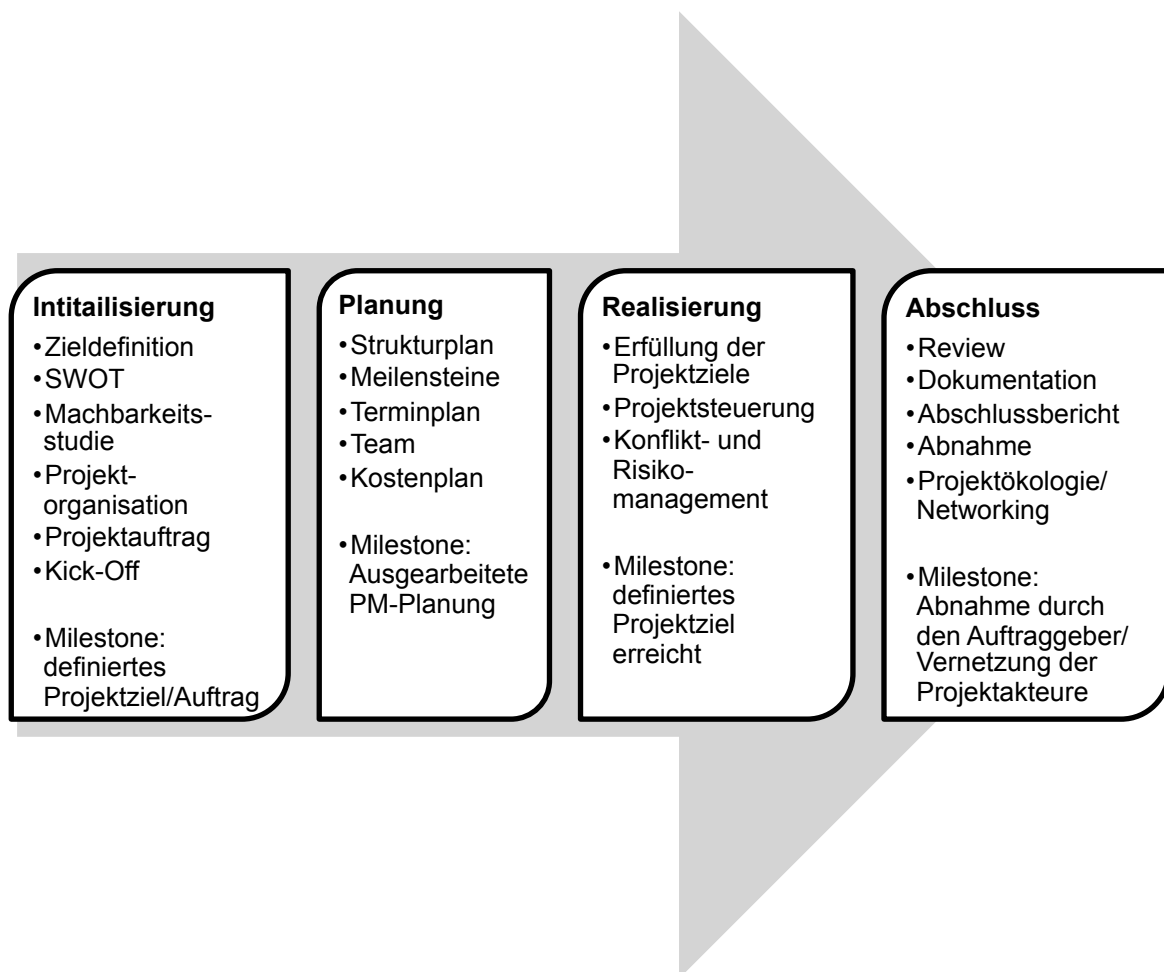 Intitailisierung
•Zieldefinition
•SWOT
•Machbarkeits-
studie
•Projekt-
organisation
•Projektauftrag
•Kick-Off
•Milestone:
definiertes
Projektziel/Auftrag
Planung
•Strukturplan
•Meilensteine
•Terminplan
•Team
•Kostenplan
•Milestone:
Ausgearbeitete
PM-Planung
Realisierung
•Erfüllung der
Projektziele
•Projektsteuerung
•Konflikt- und
Risiko-
management
•Milestone:
definiertes
Projektziel
erreicht
Abschluss
•Review
•Dokumentation
•Abschlussbericht
•Abnahme
•Projektökologie/
Networking
•Milestone:
Abnahme durch
den Auftraggeber/
Vernetzung der
Projektakteure